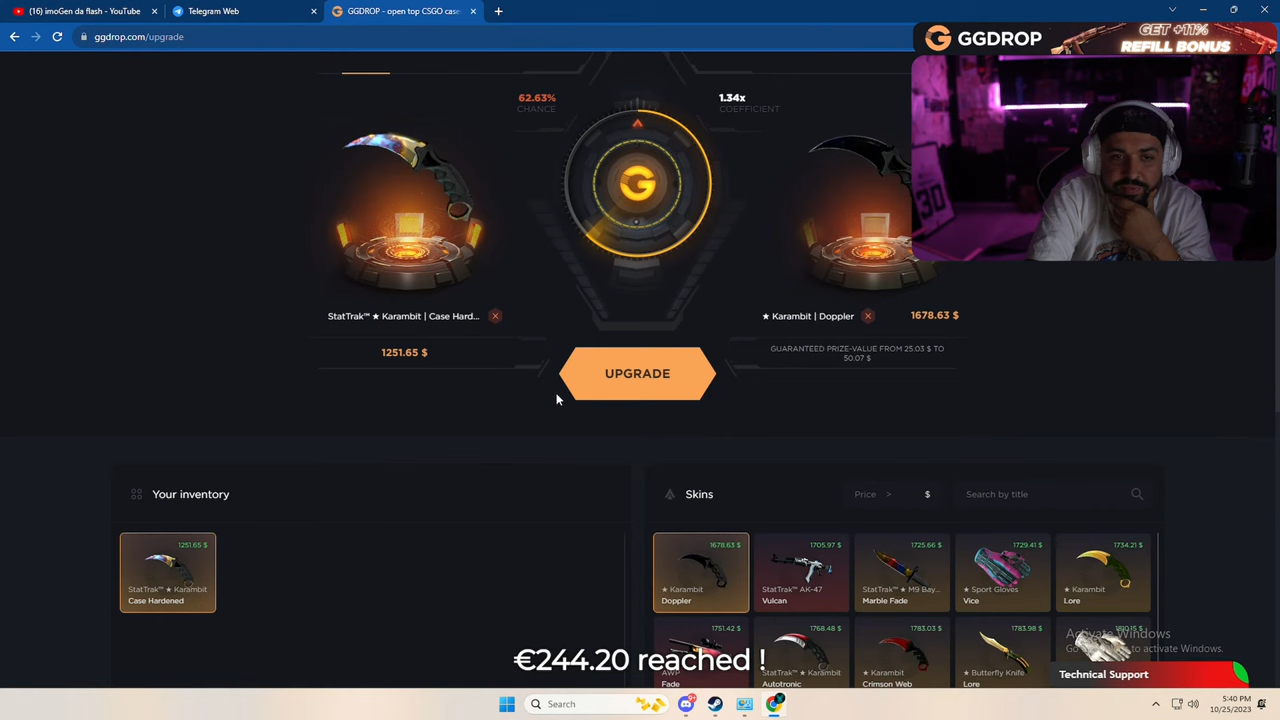 (16) imoGen da flash - YouTube
Telegram Web
GGDROP - open top CSGO case
ggdrop.com/upgrade
GGDROP
GET +11%
REFILL BONUS
62.63%
CHANCE
1.34x
COEFFICIENT
G
StatTrak™ ★ Karambit | Case Hard...
★ Karambit | Doppler
1678.63 $
1251.65 $
GUARANTEED PRIZE-VALUE FROM 25.03 $ TO
50.07 $
UPGRADE
Your inventory
Skins
Price >
$
Search by title
1251.65 $
StatTrak™ ★ Karambit
Case Hardened
1678.63 $
★ Karambit
Doppler
1705.97 $
StatTrak™ AK-47
Vulcan
1725.66 $
StatTrak™ ★ M9 Bay...
Marble Fade
1729.41 $
★ Sport Gloves
Vice
1734.21 $
★ Karambit
Lore
1751.42 $
AWP
Fade
1768.48 $
StatTrak™ ★ Karambit
Autotronic
1783.03 $
★ Karambit
Crimson Web
1783.98 $
★ Butterfly Knife
Lore
Activate Windows
Go to Settings to activate Windows.
€244.20 reached !
Technical Support
Search
5:40 PM
10/25/2023